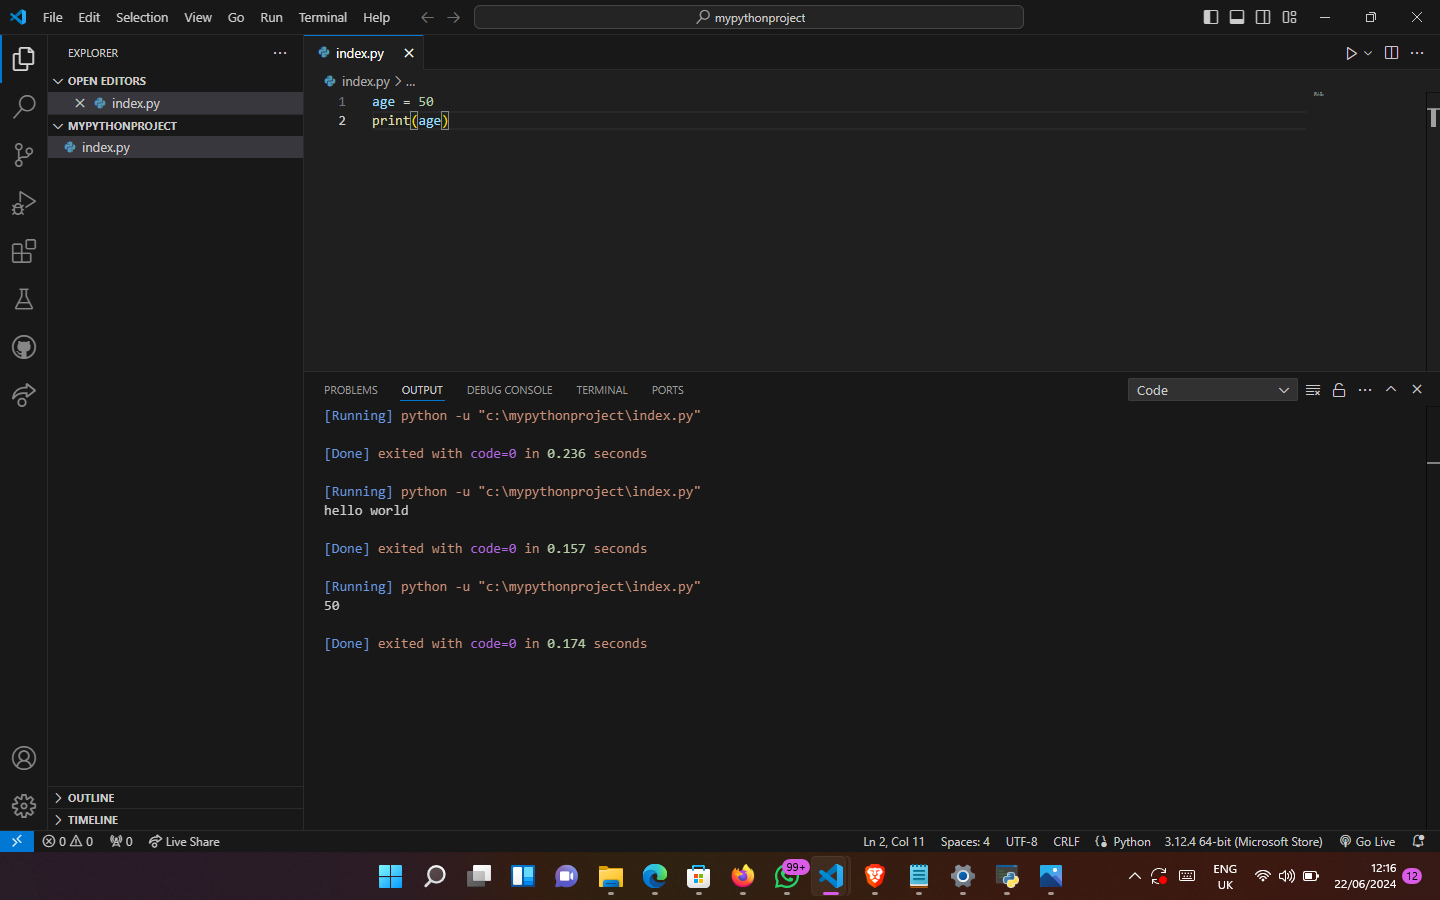 File Edit Selection View Go Run Terminal Help
mypythonproject
EXPLORER
OPEN EDITORS
index.py
MYPYTHONPROJECT
index.py
OUTLINE
TIMELINE
index.py
index.py > ...
1 age = 50
2 print(age)
PROBLEMS OUTPUT DEBUG CONSOLE TERMINAL PORTS
Code
[Running] python -u "c:\mypythonproject\index.py"
[Done] exited with code=0 in 0.236 seconds
[Running] python -u "c:\mypythonproject\index.py"
hello world
[Done] exited with code=0 in 0.157 seconds
[Running] python -u "c:\mypythonproject\index.py"
50
[Done] exited with code=0 in 0.174 seconds
0 0 0 Live Share
Ln 2, Col 11 Spaces: 4 UTF-8 CRLF Python 3.12.4 64-bit (Microsoft Store) Go Live
99+
ENG
UK
12:16
22/06/2024
12